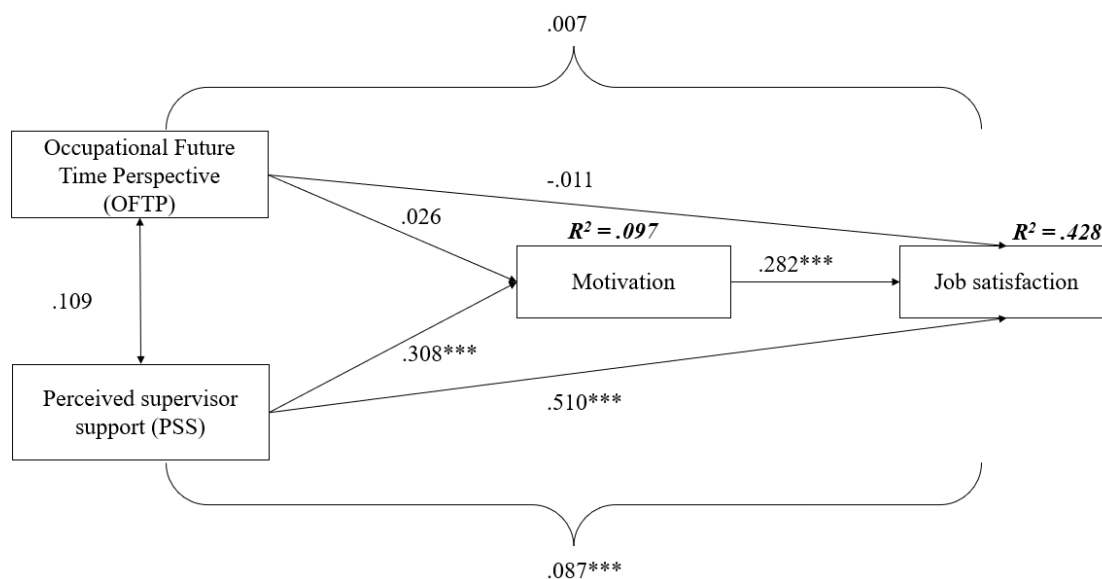 .007
Occupational Future
Time Perspective
(OFTP)
-.011
.026
R² = .097
R² = .428
Motivation
.282***
Job satisfaction
.109
.308***
Perceived supervisor
support (PSS)
.510***
.087***